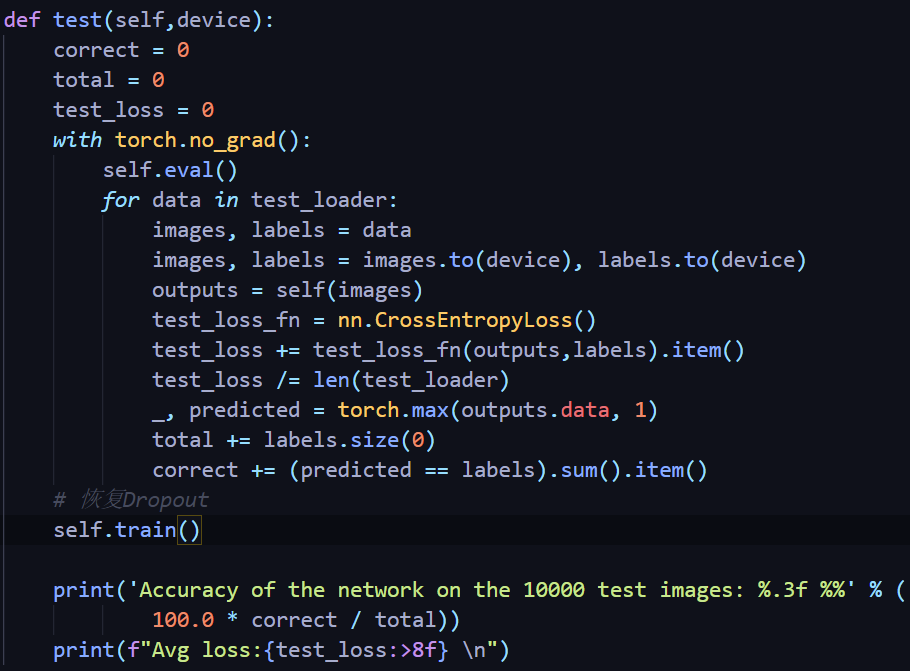 def test(self,device):
    correct = 0
    total = 0
    test_loss = 0
    with torch.no_grad():
        self.eval()
        for data in test_loader:
            images, labels = data
            images, labels = images.to(device), labels.to(device)
            outputs = self(images)
            test_loss_fn = nn.CrossEntropyLoss()
            test_loss += test_loss_fn(outputs,labels).item()
            test_loss /= len(test_loader)
            _, predicted = torch.max(outputs.data, 1)
            total += labels.size(0)
            correct += (predicted == labels).sum().item()
    # 恢复Dropout
    self.train()

    print('Accuracy of the network on the 10000 test images: %.3f %%' % (
            100.0 * correct / total))
    print(f"Avg loss:{test_loss:>8f} \n")